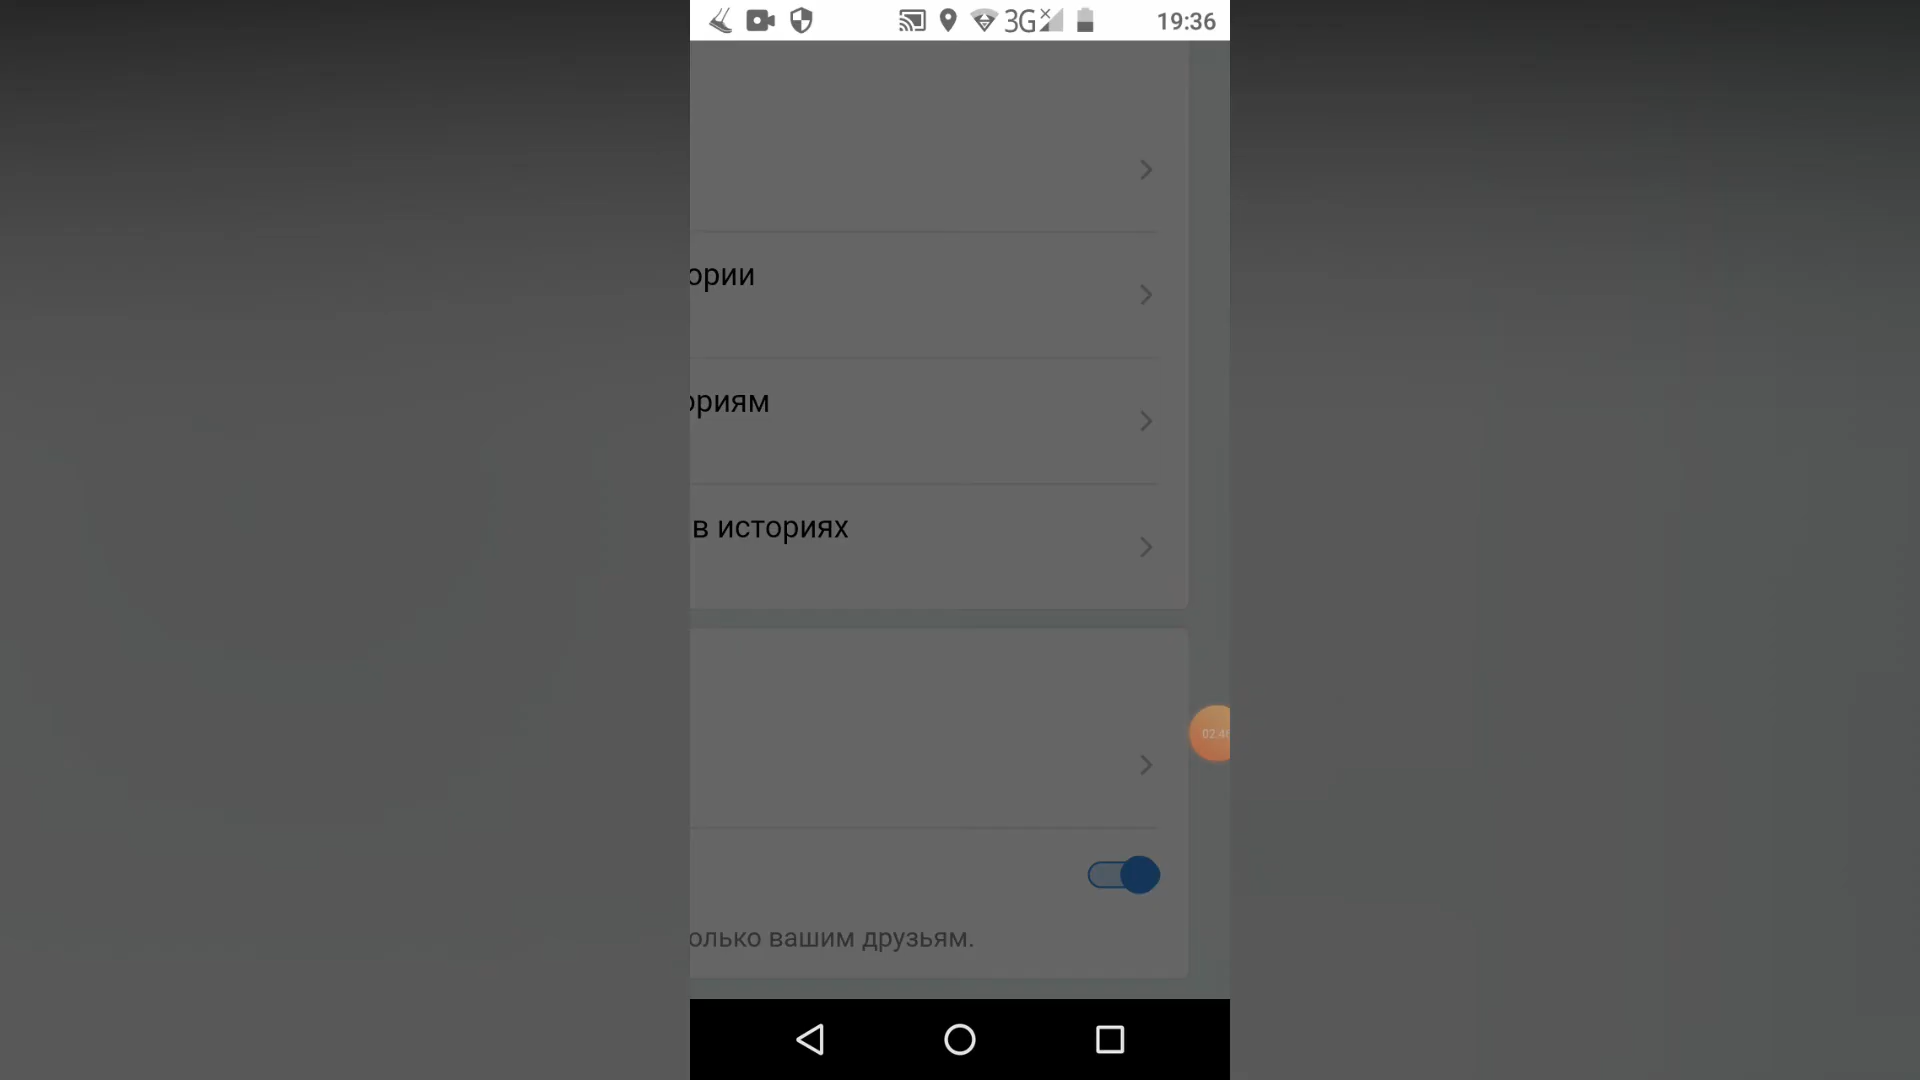 3G 19:36
ории
ориям
в историях
олько вашим друзьям.